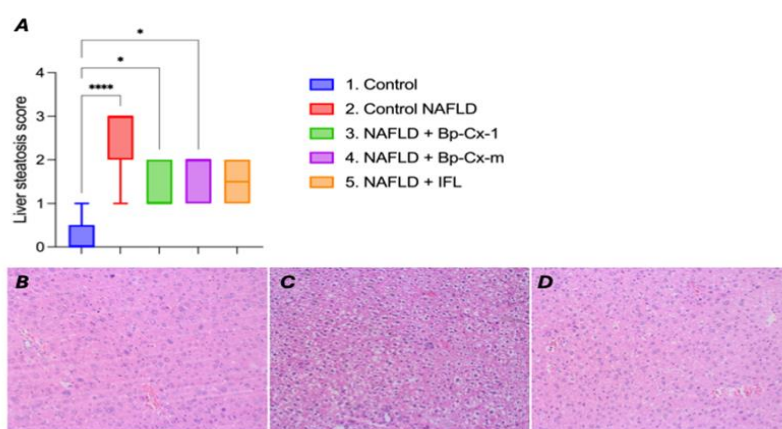 A
*
*
****
4
3
2
1
0
Liver steatosis score
1. Control
2. Control NAFLD
3. NAFLD + Bp-Cx-1
4. NAFLD + Bp-Cx-m
5. NAFLD + IFL
B
C
D